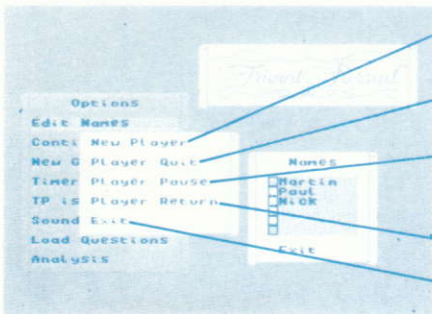 Options
Edit Names
Conti
New G
Timer
TP is
Sound
Load Questions
Analysis
New Player
Player Quit
Player Pause
Player Return
Exit
Names
Martin
Paul
Nick
Exit